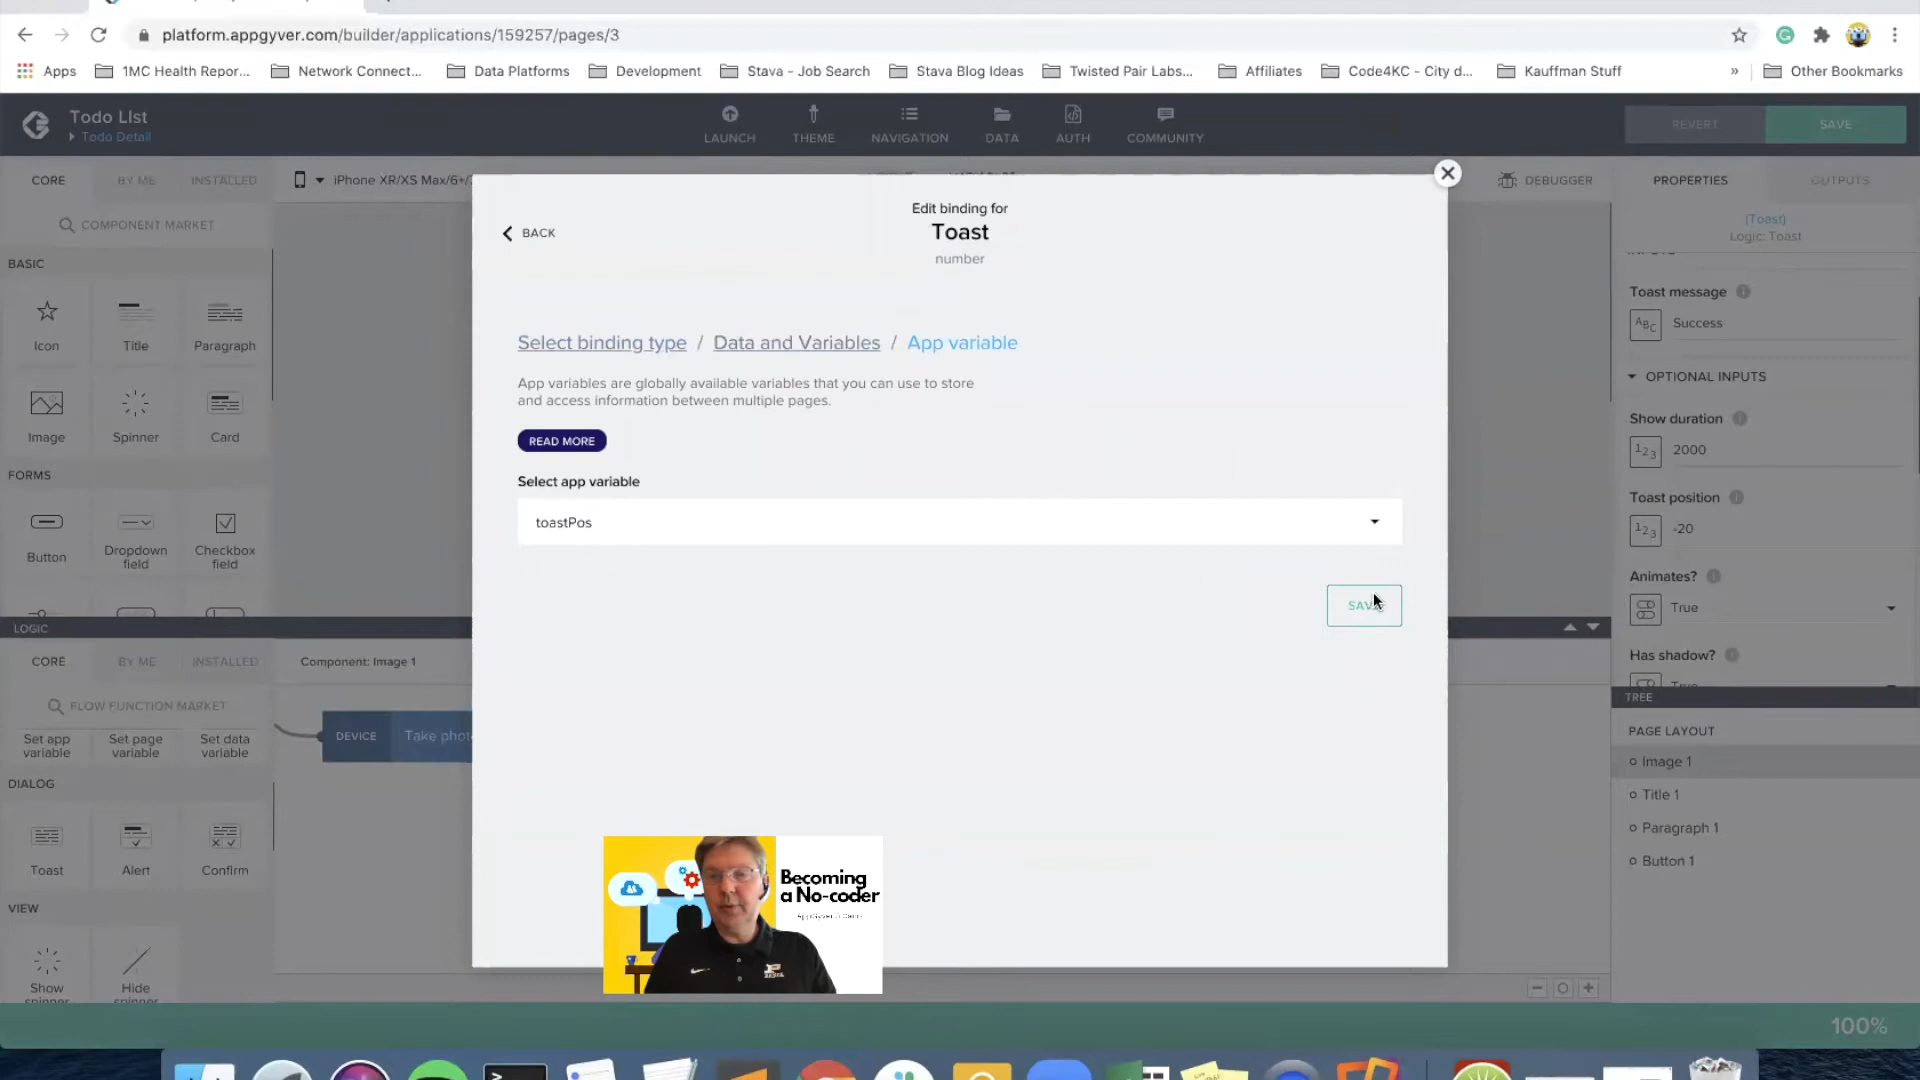 platform.appgyver.com/builder/applications/159257/pages/3
Apps
1MC Health Repor...
Network Connect...
Data Platforms
Development
Stava - Job Search
Stava Blog Ideas
Twisted Pair Labs...
Affiliates
Code4KC - City d...
Kauffman Stuff
»
Other Bookmarks
Todo LIst
Todo Detail
LAUNCH
THEME
NAVIGATION
DATA
AUTH
COMMUNITY
REVERT
SAVE
CORE
BY ME
INSTALLED
iPhone XR/XS Max/6+/
DEBUGGER
PROPERTIES
OUTPUTS
COMPONENT MARKET
BASIC
Icon
Title
Paragraph
Image
Spinner
Card
FORMS
Button
Dropdown
field
Checkbox
field
BACK
Edit binding for
Toast
number
Select binding type / Data and Variables / App variable
App variables are globally available variables that you can use to store
and access information between multiple pages.
READ MORE
Select app variable
toastPos
SAVE
(Toast)
Logic: Toast
INPUTS
Toast message
ABC
Success
OPTIONAL INPUTS
Show duration
123
2000
Toast position
123
-20
Animates?
True
Has shadow?
True
TREE
PAGE LAYOUT
Image 1
Title 1
Paragraph 1
Button 1
LOGIC
CORE
BY ME
INSTALLED
Component: Image 1
FLOW FUNCTION MARKET
Set app
variable
Set page
variable
Set data
variable
DEVICE
Take phot
DIALOG
Toast
Alert
Confirm
VIEW
Show
spinner
Hide
spinner
Becoming
a No-coder
100%